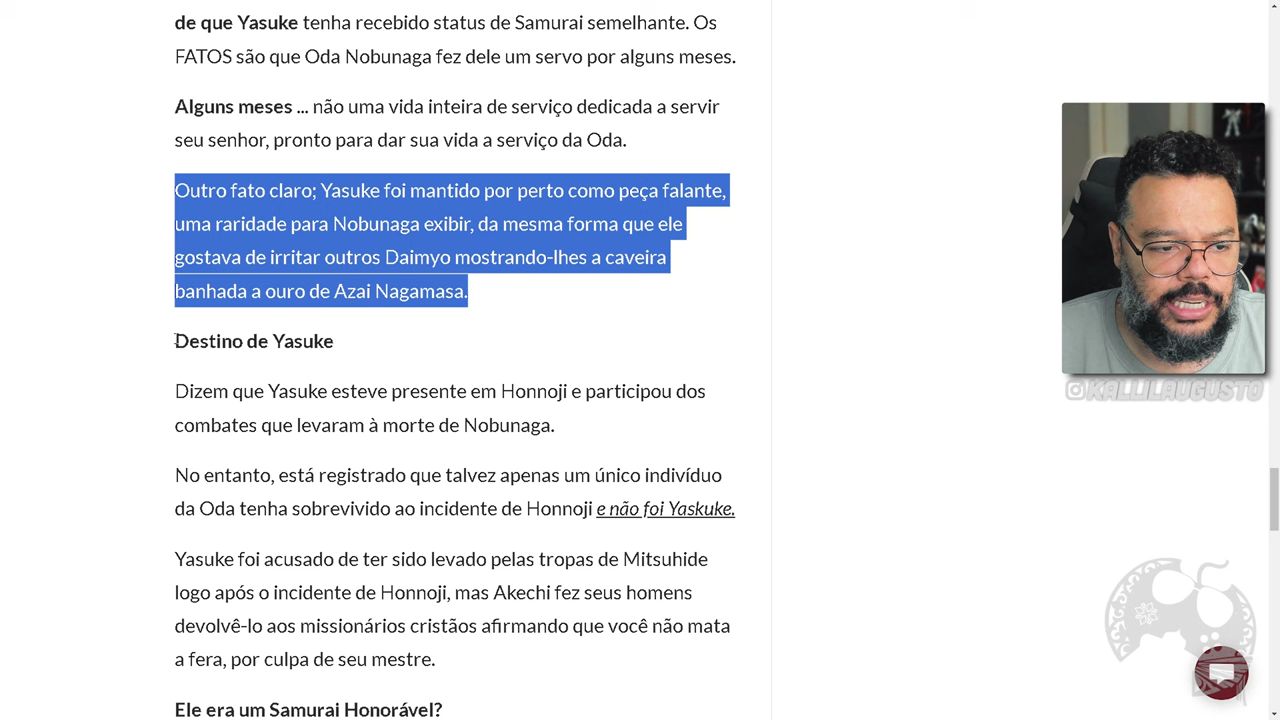 de que Yasuke tenha recebido status de Samurai semelhante. Os
FATOS são que Oda Nobunaga fez dele um servo por alguns meses.
Alguns meses ... não uma vida inteira de serviço dedicada a servir
seu senhor, pronto para dar sua vida a serviço da Oda.
Outro fato claro; Yasuke foi mantido por perto como peça falante,
uma raridade para Nobunaga exibir, da mesma forma que ele
gostava de irritar outros Daimyo mostrando-lhes a caveira
banhada a ouro de Azai Nagamasa.
Destino de Yasuke
Dizem que Yasuke esteve presente em Honnoji e participou dos
combates que levaram à morte de Nobunaga.
No entanto, está registrado que talvez apenas um único indivíduo
da Oda tenha sobrevivido ao incidente de Honnoji e não foi Yaskuke.
Yasuke foi acusado de ter sido levado pelas tropas de Mitsuhide
logo após o incidente de Honnoji, mas Akechi fez seus homens
devolvê-lo aos missionários cristãos afirmando que você não mata
a fera, por culpa de seu mestre.
Ele era um Samurai Honorável?
KALLILAUGUSTO